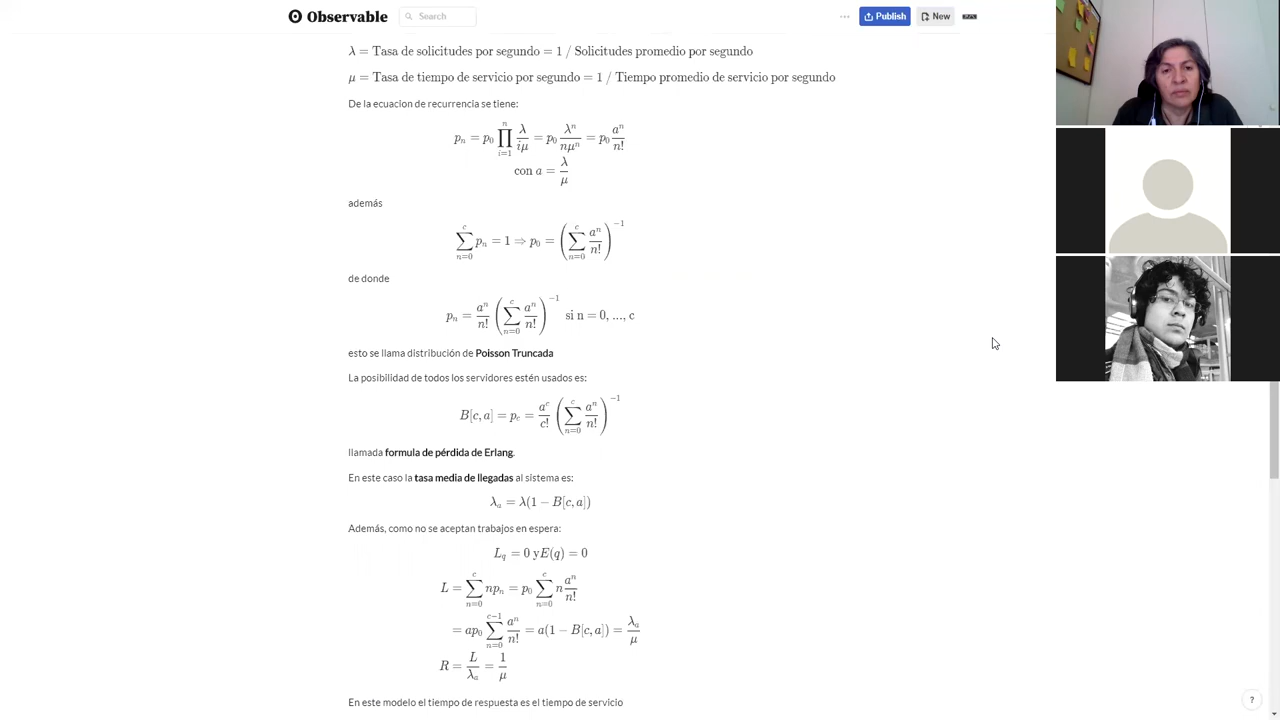 Observable
Search
Publish
New
λ = Tasa de solicitudes por segundo = 1 / Solicitudes promedio por segundo
μ = Tasa de tiempo de servicio por segundo = 1 / Tiempo promedio de servicio por segundo
De la ecuacion de recurrencia se tiene:
p_n = p_0 ∏_{i=1}^{n} λ/(iμ) = p_0 λ^n/(nμ^n) = p_0 a^n/n!
con a = λ/μ
además
∑_{n=0}^{c} p_n = 1 ⇒ p_0 = (∑_{n=0}^{c} a^n/n!)^{-1}
de donde
p_n = a^n/n! (∑_{n=0}^{c} a^n/n!)^{-1} si n = 0, ..., c
esto se llama distribución de Poisson Truncada
La posibilidad de todos los servidores estén usados es:
B[c, a] = p_c = a^c/c! (∑_{n=0}^{c} a^n/n!)^{-1}
llamada formula de pérdida de Erlang.
En este caso la tasa media de llegadas al sistema es:
λ_a = λ(1 − B[c, a])
Además, como no se aceptan trabajos en espera:
L_q = 0 yE(q) = 0
L = ∑_{n=0}^{c} np_n = p_0 ∑_{n=0}^{c} n a^n/n!
= ap_0 ∑_{n=0}^{c−1} a^n/n! = a(1 − B[c, a]) = λ_a/μ
R = L/λ_a = 1/μ
En este modelo el tiempo de respuesta es el tiempo de servicio
?